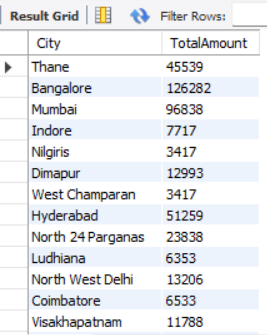 Result Grid Filter Rows:
City TotalAmount
Thane 45539
Bangalore 126282
Mumbai 96838
Indore 7717
Nilgiris 3417
Dimapur 12993
West Champaran 3417
Hyderabad 51259
North 24 Parganas 23838
Ludhiana 6353
North West Delhi 13206
Coimbatore 6533
Visakhapatnam 11788